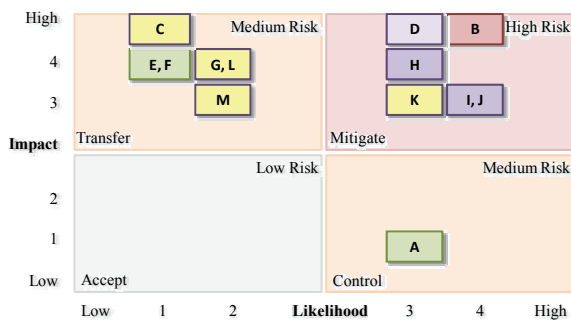 High
C
Medium Risk
D
B
High Risk
4
E, F
G, L
H
3
M
K
I, J
Transfer
Mitigate
Impact
Low Risk
Medium Risk
2
1
A
Low
Accept
Control
Low
1
2
Likelihood
3
4
High